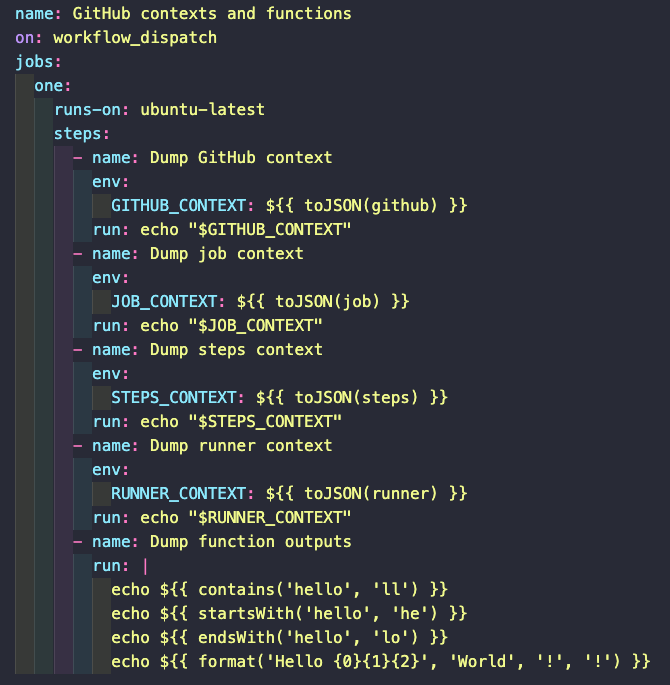 name: GitHub contexts and functions
on: workflow_dispatch
jobs:
  one:
    runs-on: ubuntu-latest
    steps:
      - name: Dump GitHub context
        env:
          GITHUB_CONTEXT: ${{ toJSON(github) }}
        run: echo "$GITHUB_CONTEXT"
      - name: Dump job context
        env:
          JOB_CONTEXT: ${{ toJSON(job) }}
        run: echo "$JOB_CONTEXT"
      - name: Dump steps context
        env:
          STEPS_CONTEXT: ${{ toJSON(steps) }}
        run: echo "$STEPS_CONTEXT"
      - name: Dump runner context
        env:
          RUNNER_CONTEXT: ${{ toJSON(runner) }}
        run: echo "$RUNNER_CONTEXT"
      - name: Dump function outputs
        run: |
          echo ${{ contains('hello', 'll') }}
          echo ${{ startsWith('hello', 'he') }}
          echo ${{ endsWith('hello', 'lo') }}
          echo ${{ format('Hello {0}{1}{2}', 'World', '!', '!') }}